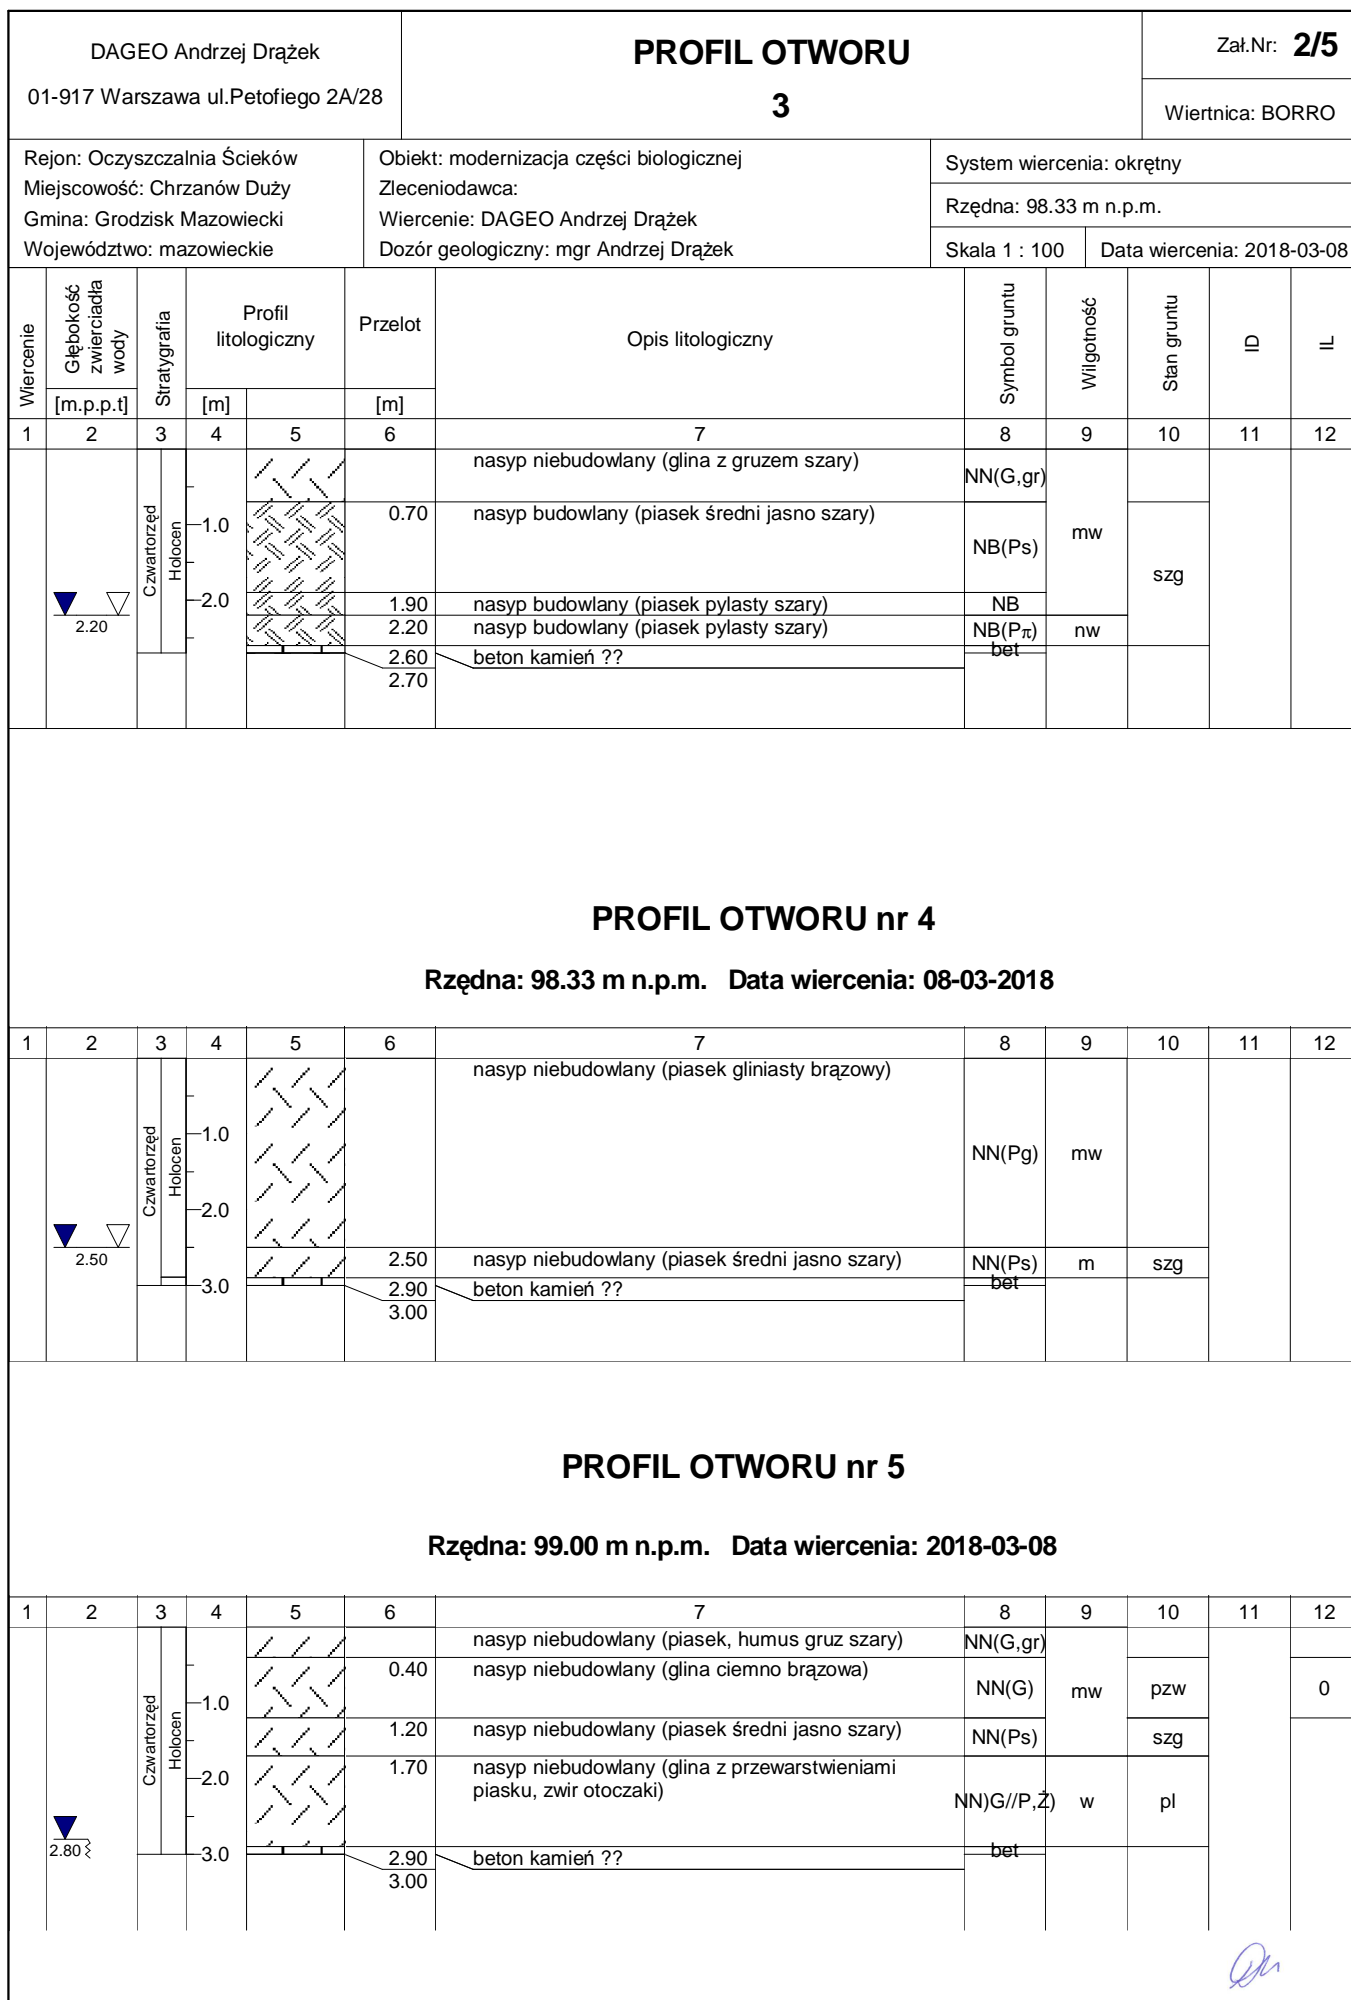 DAGEO Andrzej Drążek
01-917 Warszawa ul.Petofiego 2A/28
PROFIL OTWORU
3
Zał.Nr: 2/5
Wiertnica: BORRO
Rejon: Oczyszczalnia Ścieków
Miejscowość: Chrzanów Duży
Gmina: Grodzisk Mazowiecki
Województwo: mazowieckie
Obiekt: modernizacja części biologicznej
Zleceniodawca:
Wiercenie: DAGEO Andrzej Drążek
Dozór geologiczny: mgr Andrzej Drążek
System wiercenia: okrętny
Rzędna: 98.33 m n.p.m.
Skala 1 : 100 Data wiercenia: 2018-03-08
Wiercenie
Głębokość zwierciadła wody
[m.p.p.t]
Stratygrafia
Profil litologiczny
[m]
Przelot
[m]
Opis litologiczny
Symbol gruntu
Wilgotność
Stan gruntu
ID
IL
1 2 3 4 5 6 7 8 9 10 11 12
nasyp niebudowlany (glina z gruzem szary) NN(G,gr)
Czwartorzęd
Holocen
1.0
0.70 nasyp budowlany (piasek średni jasno szary)
NB(Ps) mw szg
2.0
1.90 nasyp budowlany (piasek pylasty szary) NB
2.20
2.20 nasyp budowlany (piasek pylasty szary) NB(Pπ) nw
2.60 beton kamień ?? bet
2.70
PROFIL OTWORU nr 4
Rzędna: 98.33 m n.p.m. Data wiercenia: 08-03-2018
1 2 3 4 5 6 7 8 9 10 11 12
nasyp niebudowlany (piasek gliniasty brązowy)
Czwartorzęd
Holocen
1.0
NN(Pg) mw
2.0
2.50
2.50 nasyp niebudowlany (piasek średni jasno szary) NN(Ps) m szg
3.0
2.90 beton kamień ?? bet
3.00
PROFIL OTWORU nr 5
Rzędna: 99.00 m n.p.m. Data wiercenia: 2018-03-08
1 2 3 4 5 6 7 8 9 10 11 12
nasyp niebudowlany (piasek, humus gruz szary) NN(G,gr)
0.40 nasyp niebudowlany (glina ciemno brązowa)
NN(G) mw pzw 0
Czwartorzęd
Holocen
1.0
1.20 nasyp niebudowlany (piasek średni jasno szary) NN(Ps) szg
1.70 nasyp niebudowlany (glina z przewarstwieniami
2.0
piasku, zwir otoczaki)
NN)G//P,Ż) w pl
2.80
3.0
2.90 beton kamień ?? bet
3.00